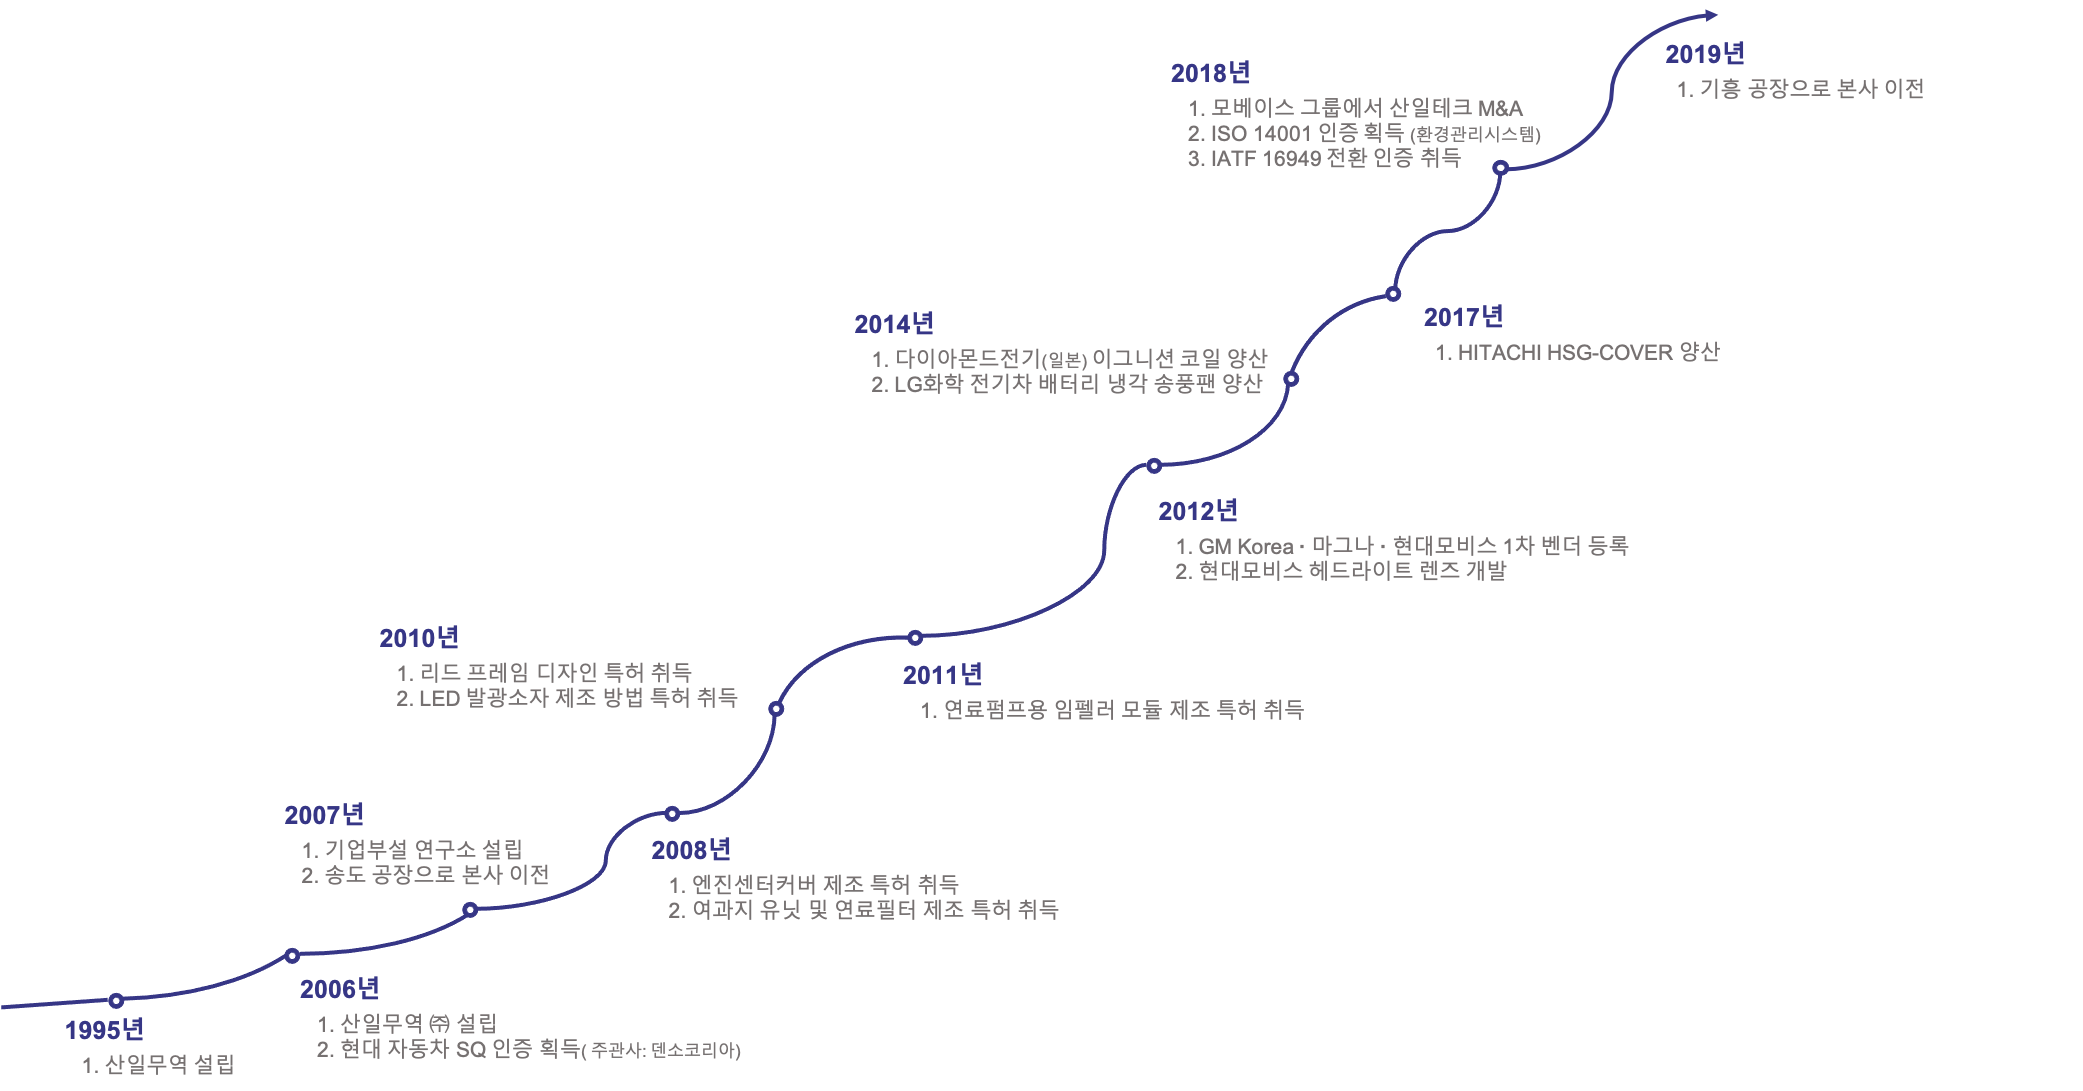 2019년
1. 기흥 공장으로 본사 이전
2018년
1. 모베이스 그룹에서 산일테크 M&A
2. ISO 14001 인증 획득 (환경관리시스템)
3. IATF 16949 전환 인증 취득
2017년
1. HITACHI HSG-COVER 양산
2014년
1. 다이아몬드전기(일본) 이그니션 코일 양산
2. LG화학 전기차 배터리 냉각 송풍팬 양산
2012년
1. GM Korea · 마그나 · 현대모비스 1차 벤더 등록
2. 현대모비스 헤드라이트 렌즈 개발
2010년
1. 리드 프레임 디자인 특허 취득
2. LED 발광소자 제조 방법 특허 취득
2011년
1. 연료펌프용 임펠러 모듈 제조 특허 취득
2007년
1. 기업부설 연구소 설립
2. 송도 공장으로 본사 이전
2008년
1. 엔진센터커버 제조 특허 취득
2. 여과지 유닛 및 연료필터 제조 특허 취득
2006년
1. 산일무역 ㈜ 설립
2. 현대 자동차 SQ 인증 획득( 주관사: 덴소코리아)
1995년
1. 산일무역 설립